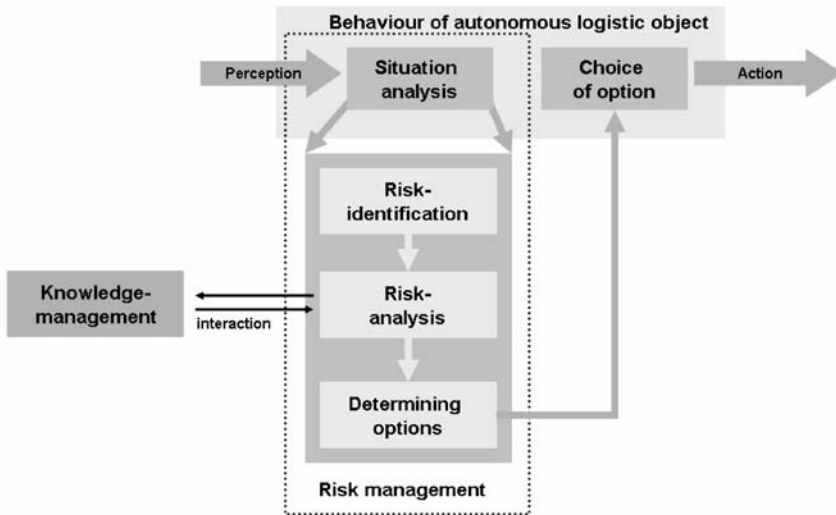 Behaviour of autonomous logistic object
Perception
Situation
analysis
Choice
of option
Action
Risk-
identification
Knowledge-
management
interaction
Risk-
analysis
Determining
options
Risk management